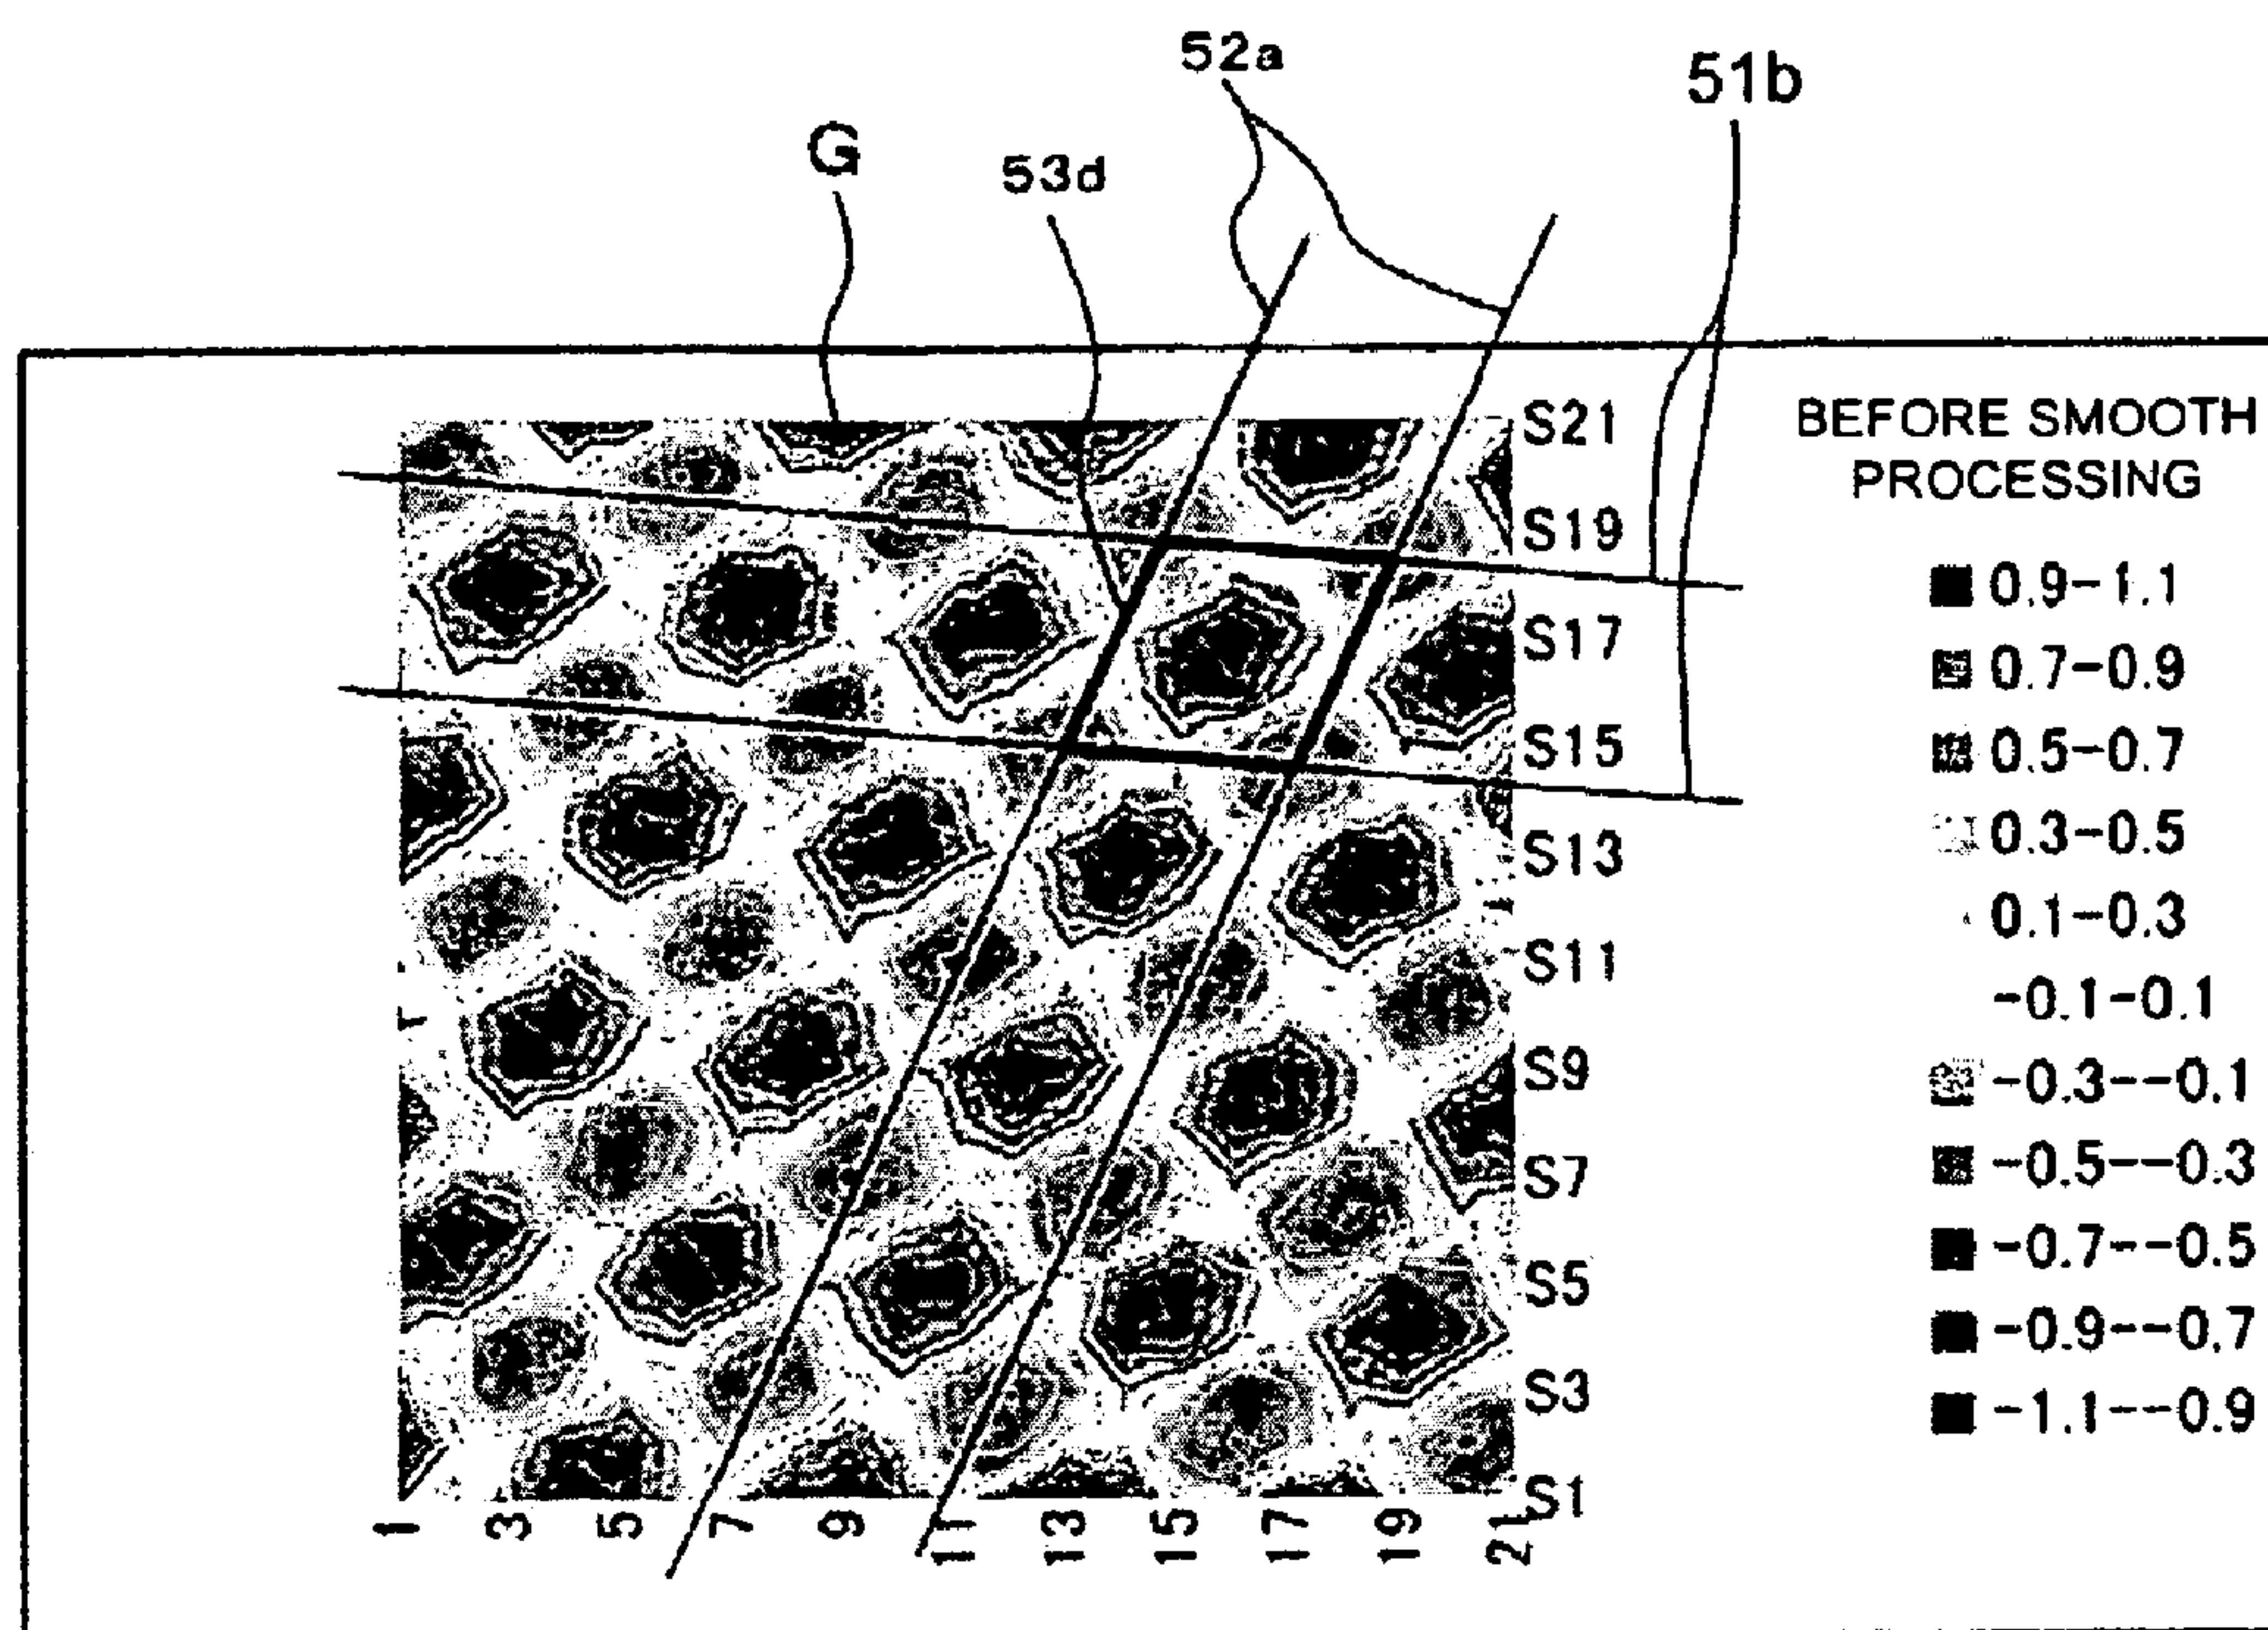 52a
51b
G
53d
S21
S19
S17
S15
S13
S11
S9
S7
S5
S3
S1
1
3
5
7
9
11
13
15
17
19
21
BEFORE SMOOTH
PROCESSING
0.9-1.1
0.7-0.9
0.5-0.7
0.3-0.5
0.1-0.3
-0.1-0.1
-0.3--0.1
-0.5--0.3
-0.7--0.5
-0.9--0.7
-1.1--0.9